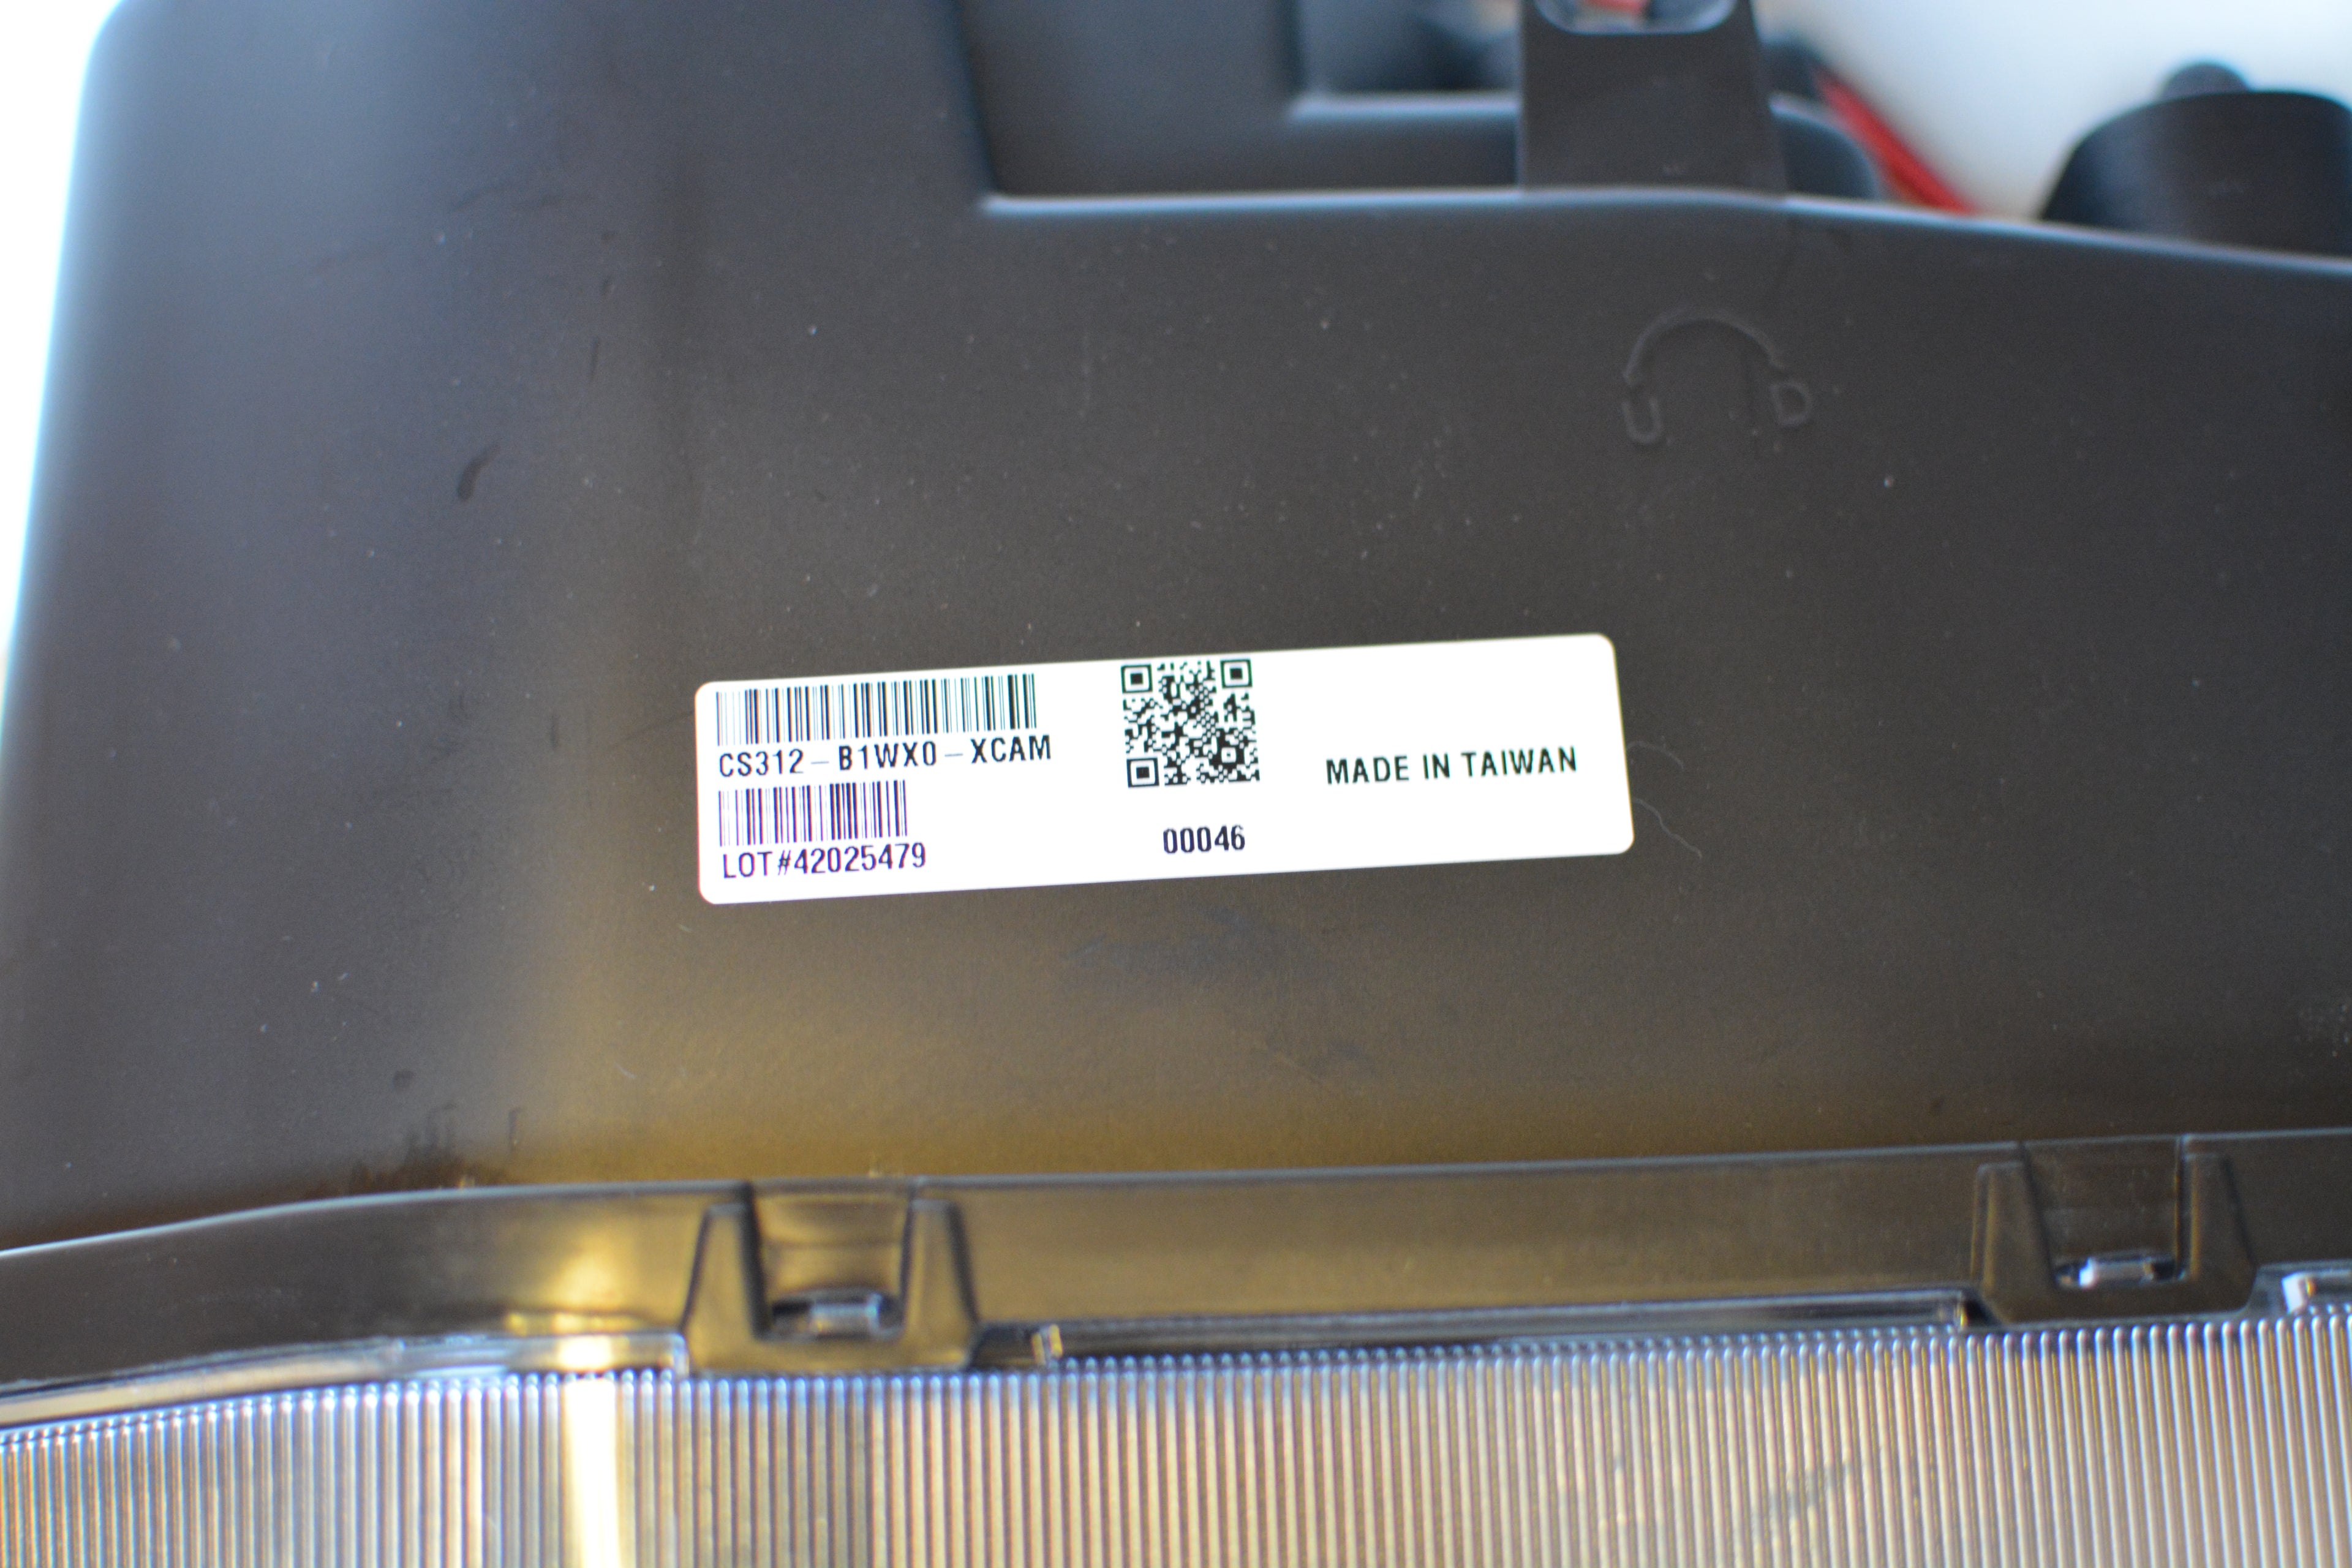 U D
CS312-B1WX0-XCAM
LOT#42025479
00046
MADE IN TAIWAN